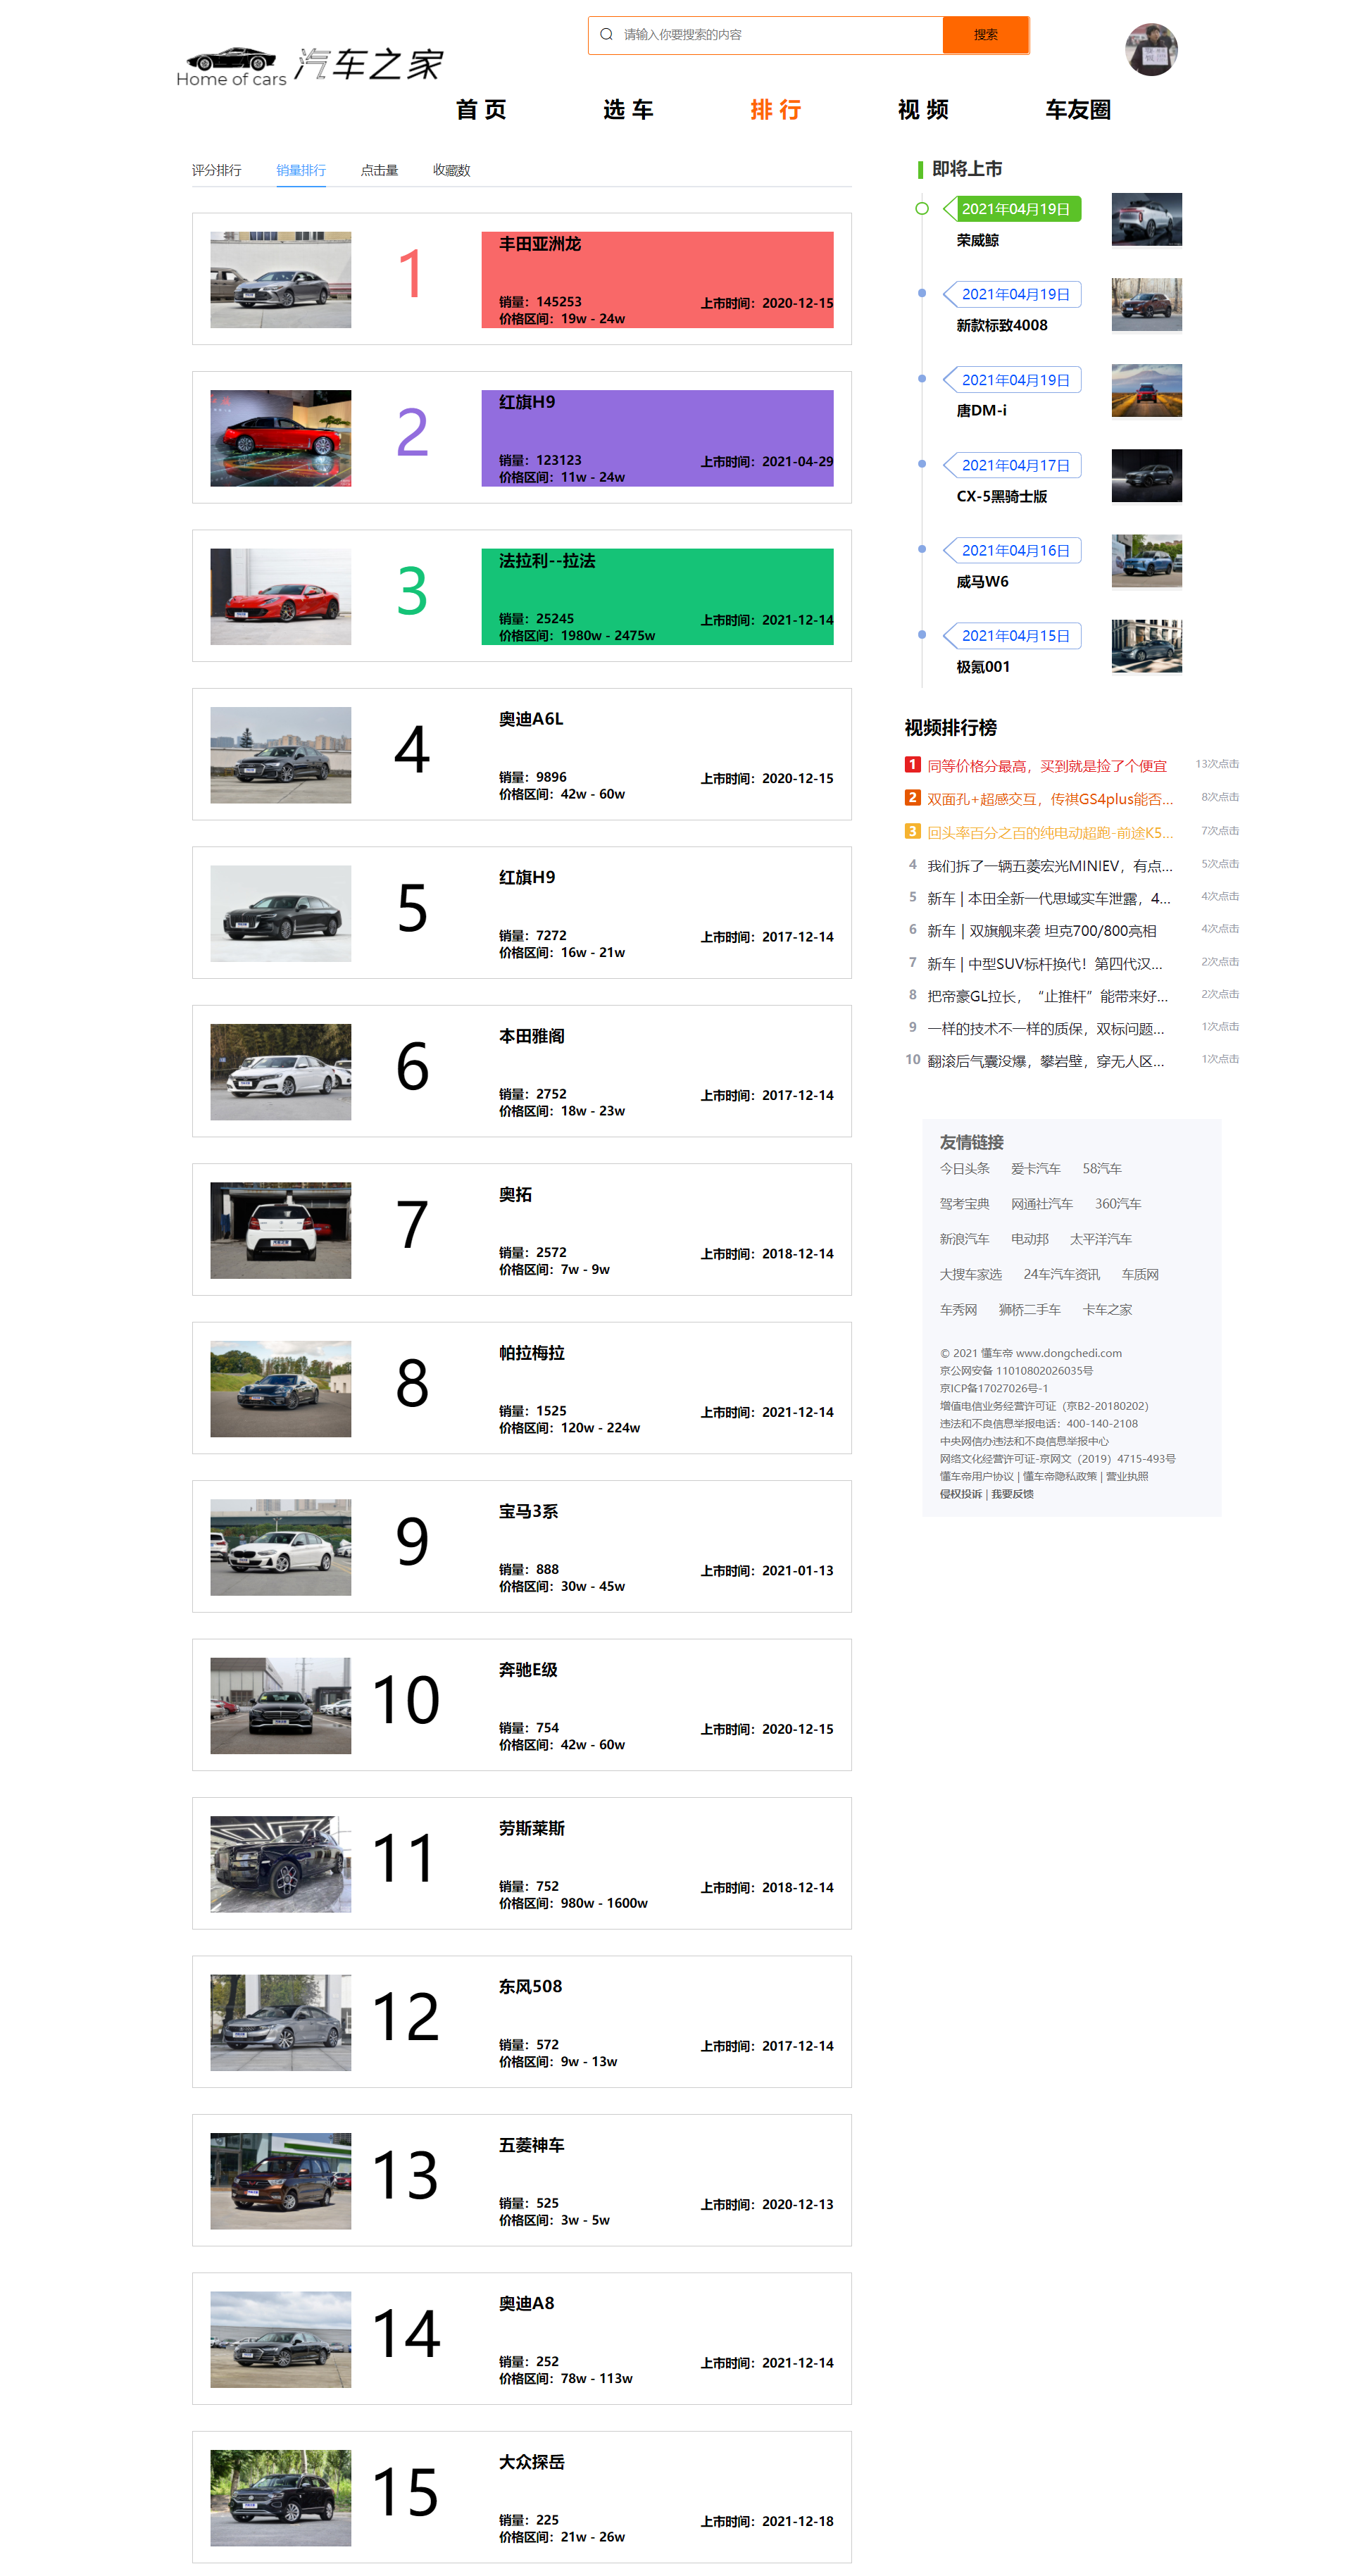 请输入你要搜索的内容
搜索
Home of cars 汽车之家
首 页 选 车 排 行 视 频 车友圈
评分排行 销量排行 点击量 收藏数
1
丰田亚洲龙
销量：145253
上市时间：2020-12-15
价格区间：19w - 24w
2
红旗H9
销量：123123
上市时间：2021-04-29
价格区间：11w - 24w
3
法拉利--拉法
销量：25245
上市时间：2021-12-14
价格区间：1980w - 2475w
4
奥迪A6L
销量：9896
上市时间：2020-12-15
价格区间：42w - 60w
5
红旗H9
销量：7272
上市时间：2017-12-14
价格区间：16w - 21w
6
本田雅阁
销量：2752
上市时间：2017-12-14
价格区间：18w - 23w
7
奥拓
销量：2572
上市时间：2018-12-14
价格区间：7w - 9w
8
帕拉梅拉
销量：1525
上市时间：2021-12-14
价格区间：120w - 224w
9
宝马3系
销量：888
上市时间：2021-01-13
价格区间：30w - 45w
10
奔驰E级
销量：754
上市时间：2020-12-15
价格区间：42w - 60w
11
劳斯莱斯
销量：752
上市时间：2018-12-14
价格区间：980w - 1600w
12
东风508
销量：572
上市时间：2017-12-14
价格区间：9w - 13w
13
五菱神车
销量：525
上市时间：2020-12-13
价格区间：3w - 5w
14
奥迪A8
销量：252
上市时间：2021-12-14
价格区间：78w - 113w
15
大众探岳
销量：225
上市时间：2021-12-18
价格区间：21w - 26w
即将上市
2021年04月19日
荣威鲸
2021年04月19日
新款标致4008
2021年04月19日
唐DM-i
2021年04月17日
CX-5黑骑士版
2021年04月16日
威马W6
2021年04月15日
极氪001
视频排行榜
1 同等价格分最高，买到就是捡了个便宜 13次点击
2 双面孔+超感交互，传祺GS4plus能否... 8次点击
3 回头率百分之百的纯电动超跑-前途K5... 7次点击
4 我们拆了一辆五菱宏光MINIEV，有点... 5次点击
5 新车 | 本田全新一代思域实车泄露，4... 4次点击
6 新车 | 双旗舰来袭 坦克700/800亮相 4次点击
7 新车 | 中型SUV标杆换代！第四代汉... 2次点击
8 把帝豪GL拉长，“止推杆”能带来好... 2次点击
9 一样的技术不一样的质保，双标问题... 1次点击
10 翻滚后气囊没爆，攀岩壁，穿无人区... 1次点击
友情链接
今日头条 爱卡汽车 58汽车
驾考宝典 网通社汽车 360汽车
新浪汽车 电动邦 太平洋汽车
大搜车家选 24车汽车资讯 车质网
车秀网 狮桥二手车 卡车之家
© 2021 懂车帝 www.dongchedi.com
京公网安备 11010802026035号
京ICP备17027026号-1
增值电信业务经营许可证（京B2-20180202）
违法和不良信息举报电话：400-140-2108
中央网信办违法和不良信息举报中心
网络文化经营许可证-京网文（2019）4715-493号
懂车帝用户协议 | 懂车帝隐私政策 | 营业执照
侵权投诉 | 我要反馈